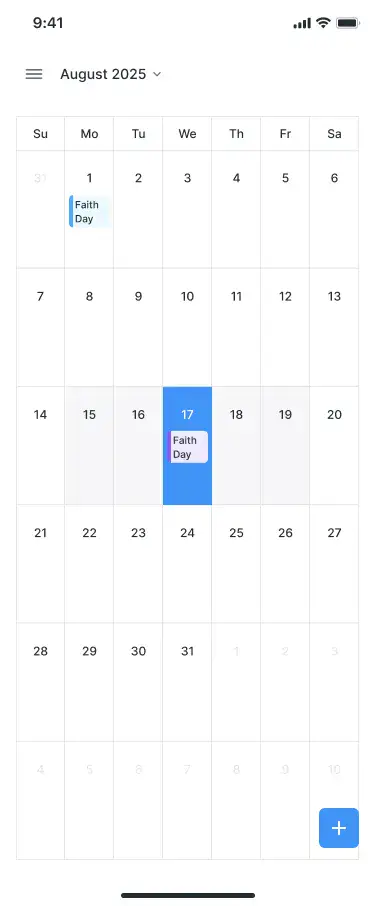 9:41
August 2025
Su Mo Tu We Th Fr Sa
31 1 2 3 4 5 6
Faith
Day
7 8 9 10 11 12 13
14 15 16 17 18 19 20
Faith
Day
21 22 23 24 25 26 27
28 29 30 31 1 2 3
4 5 6 7 8 9 10
+